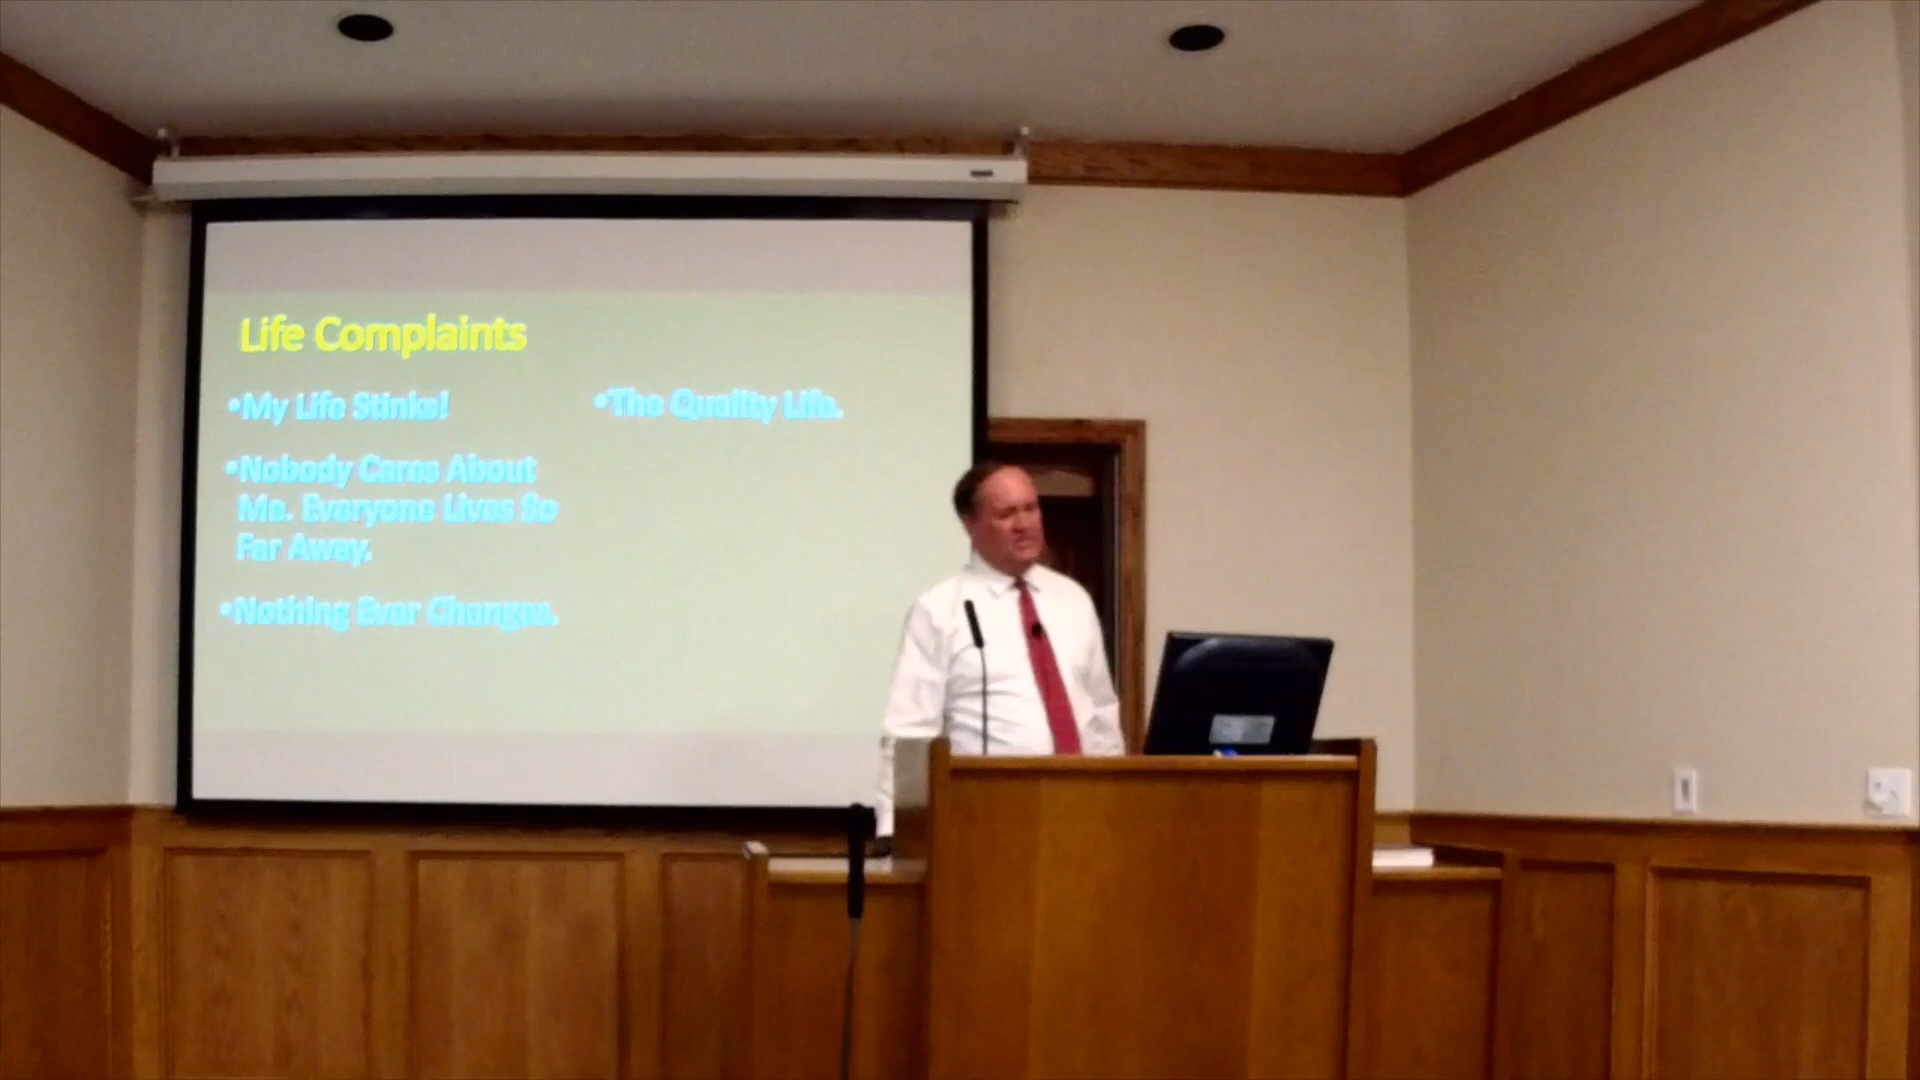 Life Complaints
•My Life Stinks!
•Nobody Cares About
Me. Everyone Lives So
Far Away.
•Nothing Ever Changes.
•The Quality Life.